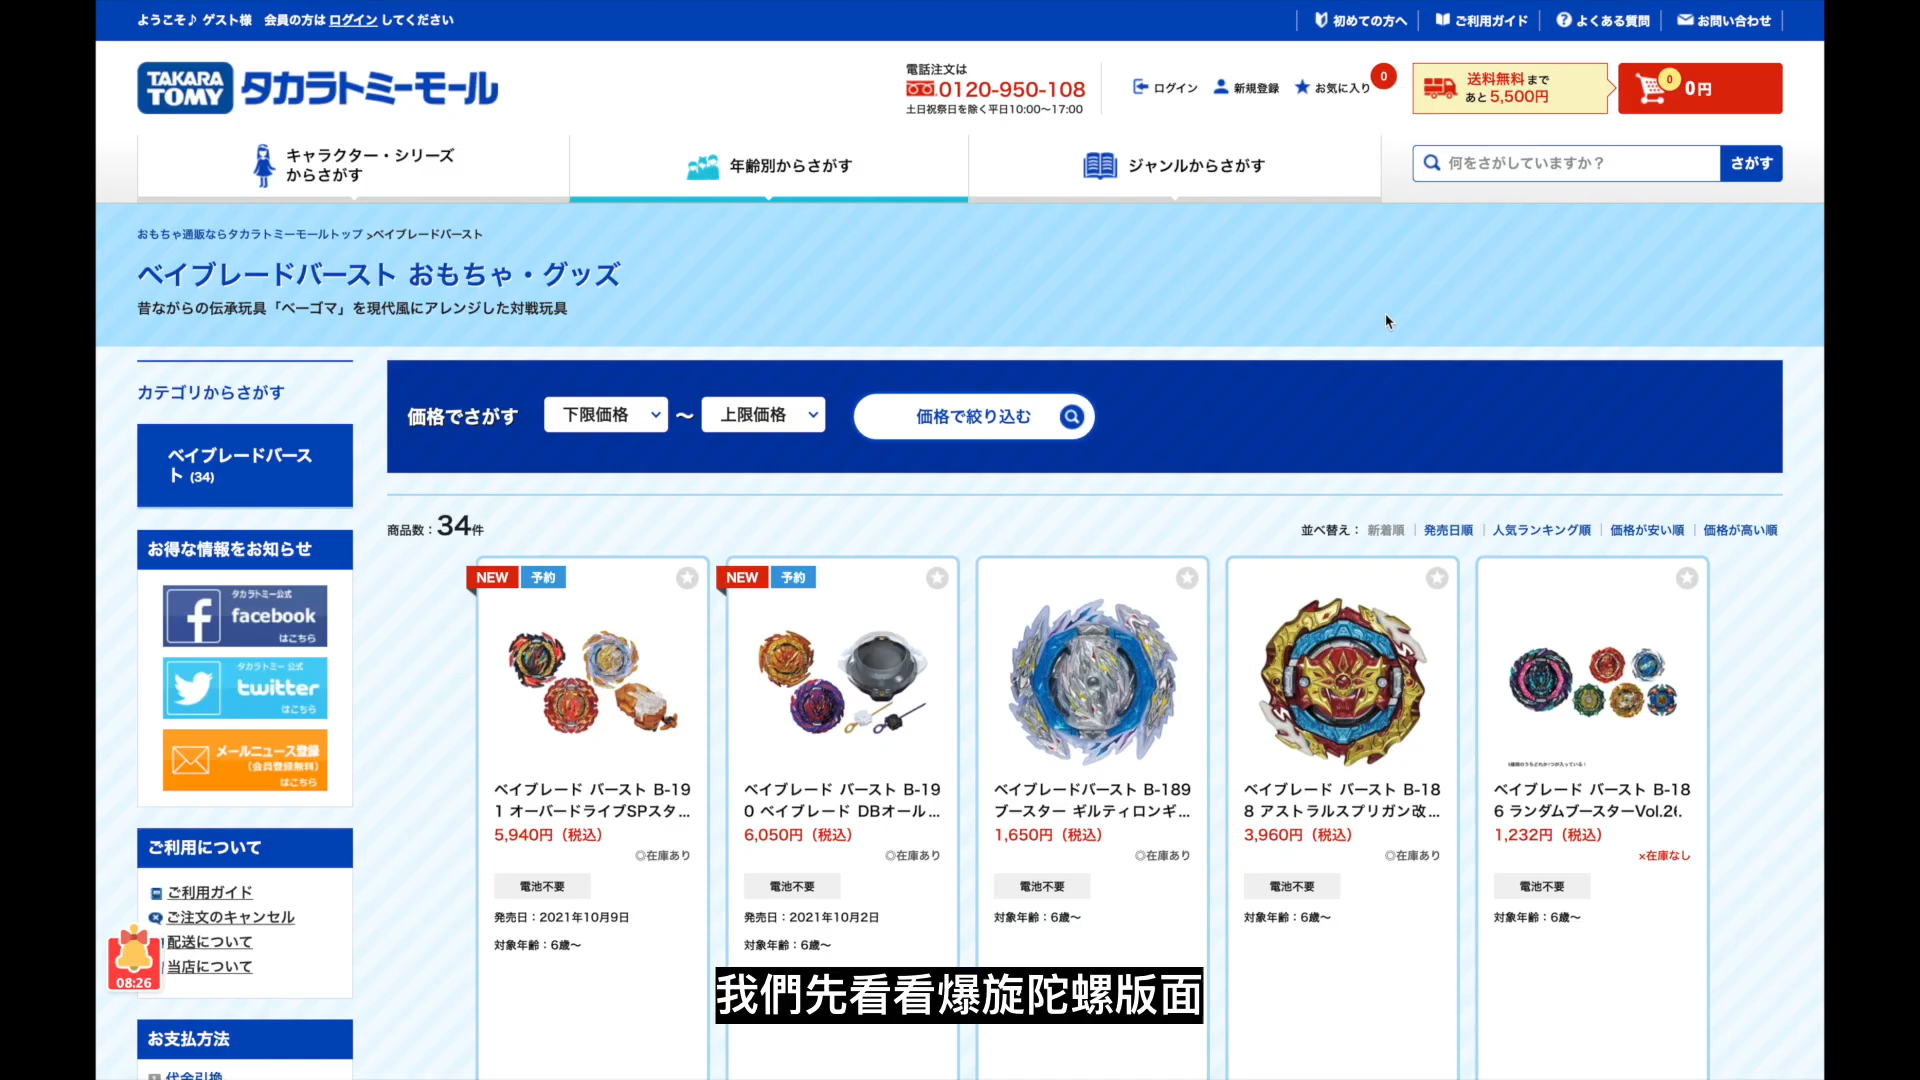 ようこそ♪ ゲスト様　会員の方は ログイン してください
初めての方へ
ご利用ガイド
よくある質問
お問い合わせ
TAKARA TOMY タカラトミーモール
電話注文は
0120-950-108
土日祝祭日を除く平日10:00〜17:00
ログイン
新規登録
お気に入り
0
送料無料 まで
あと 5,500円
0
0円
キャラクター・シリーズ
からさがす
年齢別からさがす
ジャンルからさがす
何をさがしていますか？
さがす
おもちゃ通販ならタカラトミーモールトップ >ベイブレードバースト
ベイブレードバースト おもちゃ・グッズ
昔ながらの伝承玩具「ベーゴマ」を現代風にアレンジした対戦玩具
カテゴリからさがす
ベイブレードバース
ト (34)
お得な情報をお知らせ
タカラトミー公式
facebook
はこちら
タカラトミー 公式
twitter
はこちら
メールニュース登録
(会員登録無料)
はこちら
ご利用について
ご利用ガイド
ご注文のキャンセル
配送について
当店について
08:26
お支払方法
代金引換
価格でさがす
下限価格
〜
上限価格
価格で絞り込む
商品数：34件
並べ替え：
新着順
発売日順
人気ランキング順
価格が安い順
価格が高い順
NEW 予約
ベイブレード バースト B-19
1 オーバードライブSPスタ...
5,940円（税込）
◎在庫あり
電池不要
発売日：2021年10月9日
対象年齢：6歳〜
NEW 予約
ベイブレード バースト B-19
0 ベイブレード DBオール...
6,050円（税込）
◎在庫あり
電池不要
発売日：2021年10月2日
対象年齢：6歳〜
ベイブレードバースト B-189
ブースター ギルティロンギ...
1,650円（税込）
◎在庫あり
電池不要
対象年齢：6歳〜
ベイブレード バースト B-18
8 アストラルスプリガン改...
3,960円（税込）
◎在庫あり
電池不要
対象年齢：6歳〜
6種類のうちどれか1つが入っている！
ベイブレード バースト B-18
6 ランダムブースターVol.26.
1,232円（税込）
×在庫なし
電池不要
対象年齢：6歳〜
我們先看看爆旋陀螺版面